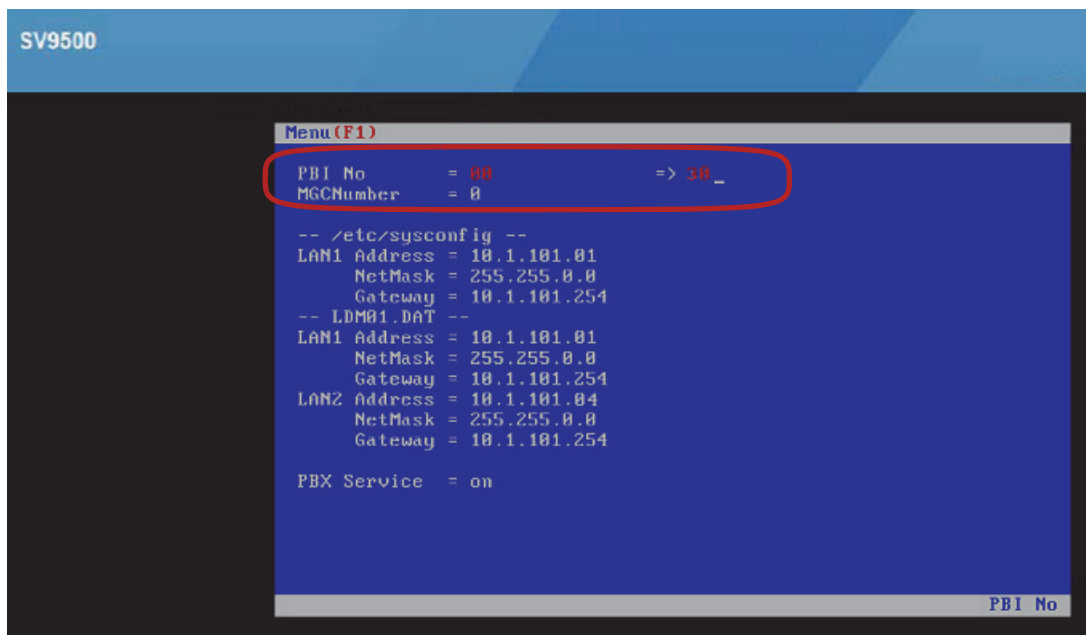 SV9500
Menu(F1)
PBI No = 00 => 30_
MGCNumber = 0
-- /etc/sysconfig --
LAN1 Address = 10.1.101.01
NetMask = 255.255.0.0
Gateway = 10.1.101.254
-- LDM01.DAT --
LAN1 Address = 10.1.101.01
NetMask = 255.255.0.0
Gateway = 10.1.101.254
LAN2 Address = 10.1.101.04
NetMask = 255.255.0.0
Gateway = 10.1.101.254
PBX Service = on
PBI No